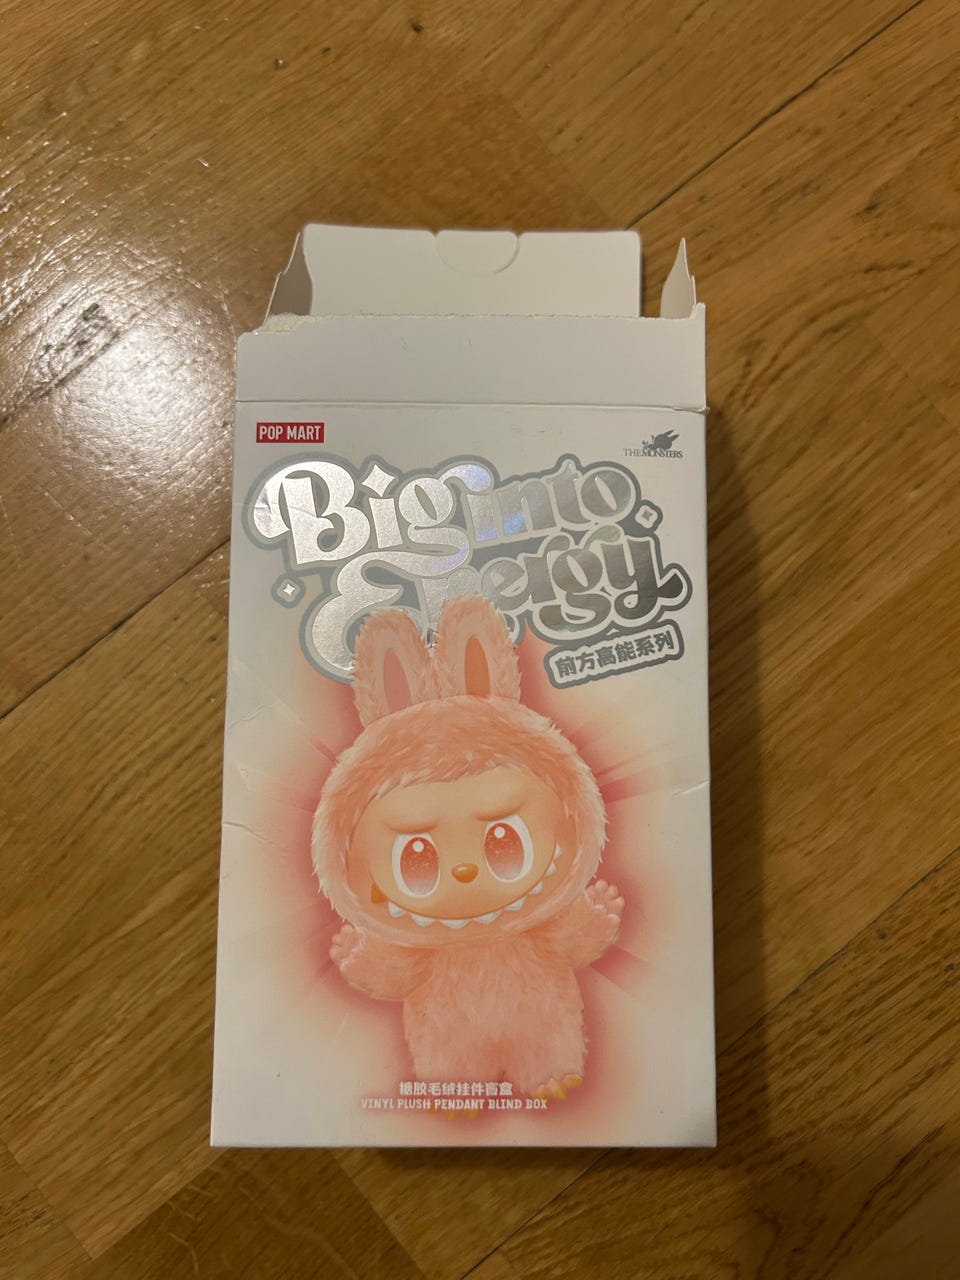 POP MART
THE MONSTERS
Big into
Energy
前方高能系列
搪胶毛绒挂件盲盒
VINYL PLUSH PENDANT BLIND BOX